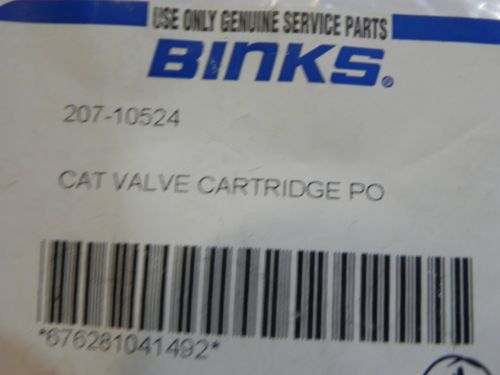 USE ONLY GENUINE SERVICE PARTS
BINKS®
207-10524
CAT VALVE CARTRIDGE PO
*676281041492*